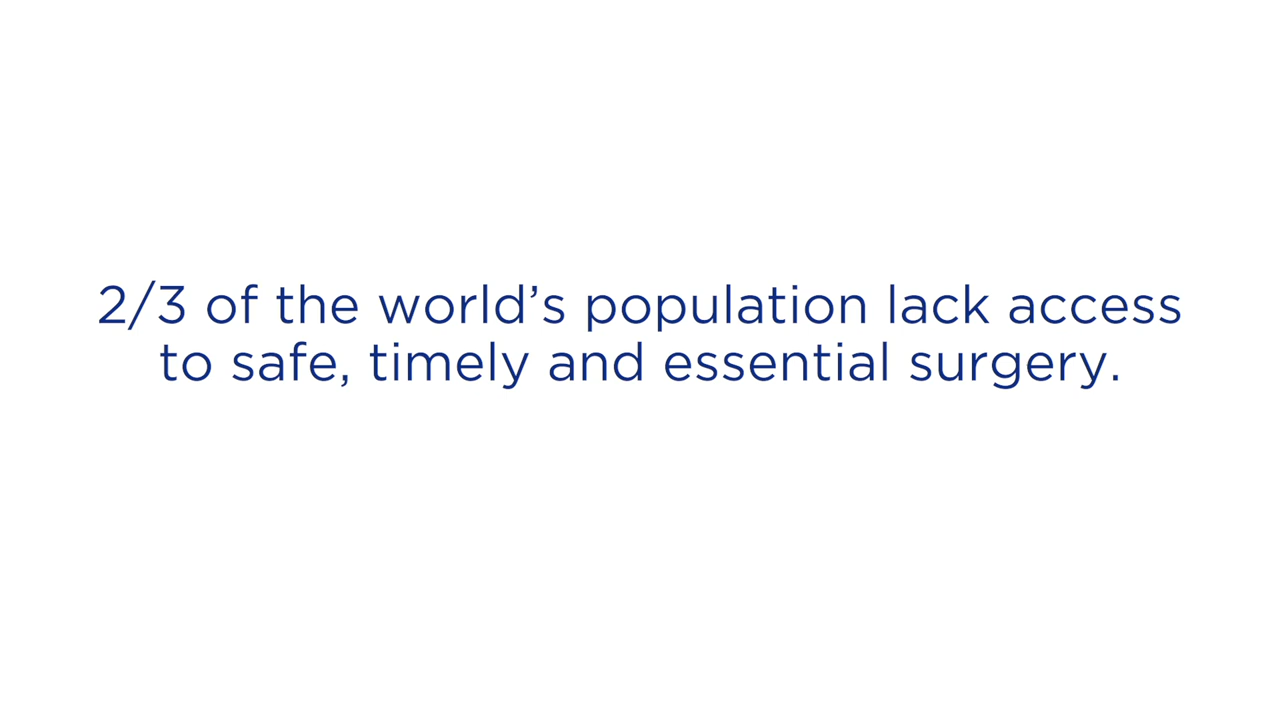 2/3 of the world’s population lack access
to safe, timely and essential surgery.